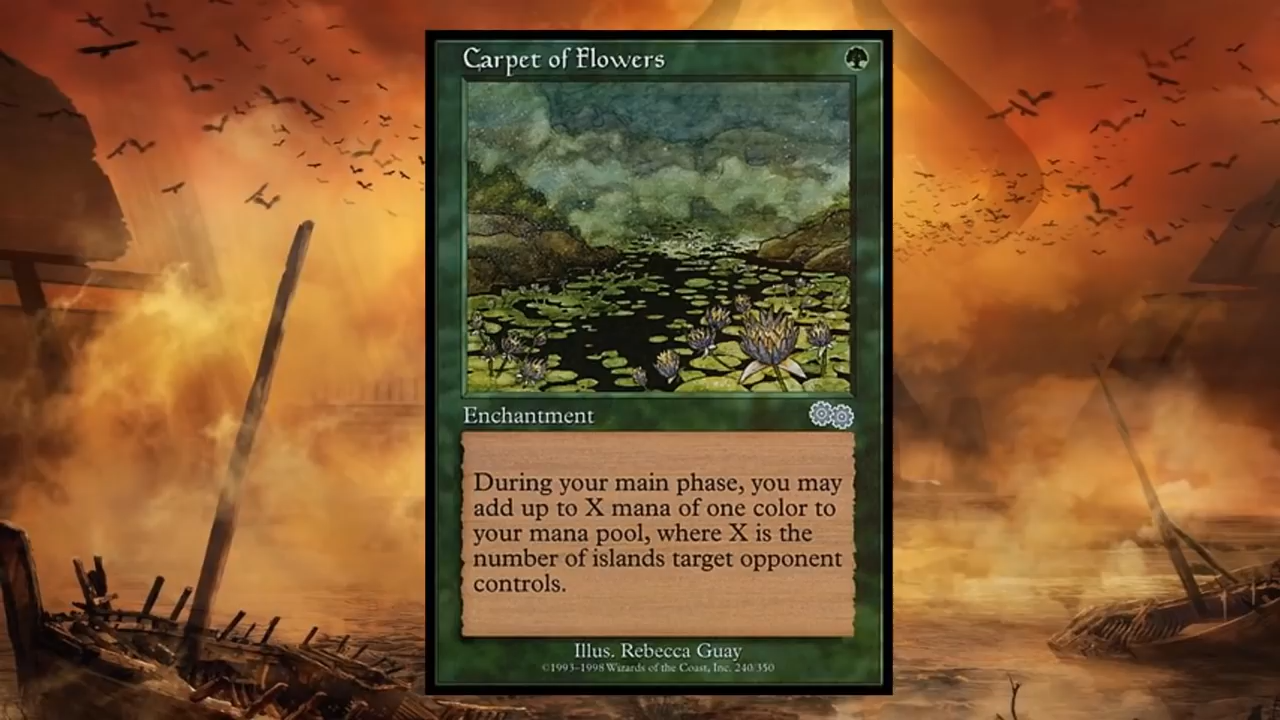 Carpet of Flowers
Enchantment
During your main phase, you may
add up to X mana of one color to
your mana pool, where X is the
number of islands target opponent
controls.
Illus. Rebecca Guay
©1993–1998 Wizards of the Coast, Inc. 240/350